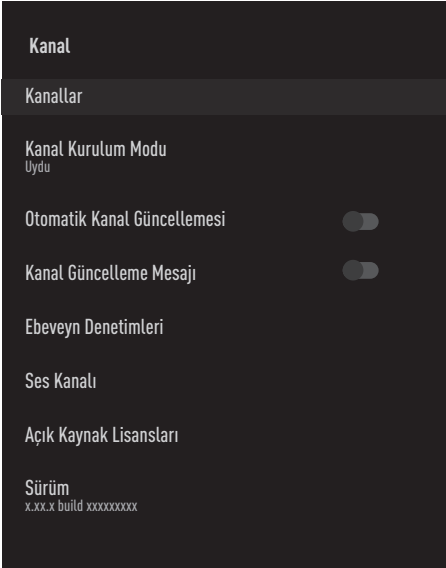 Kanal
Kanallar
Kanal Kurulum Modu
Uydu
Otomatik Kanal Güncellemesi
Kanal Güncelleme Mesajı
Ebeveyn Denetimleri
Ses Kanalı
Açık Kaynak Lisansları
Sürüm
x.xx.x build xxxxxxxxx